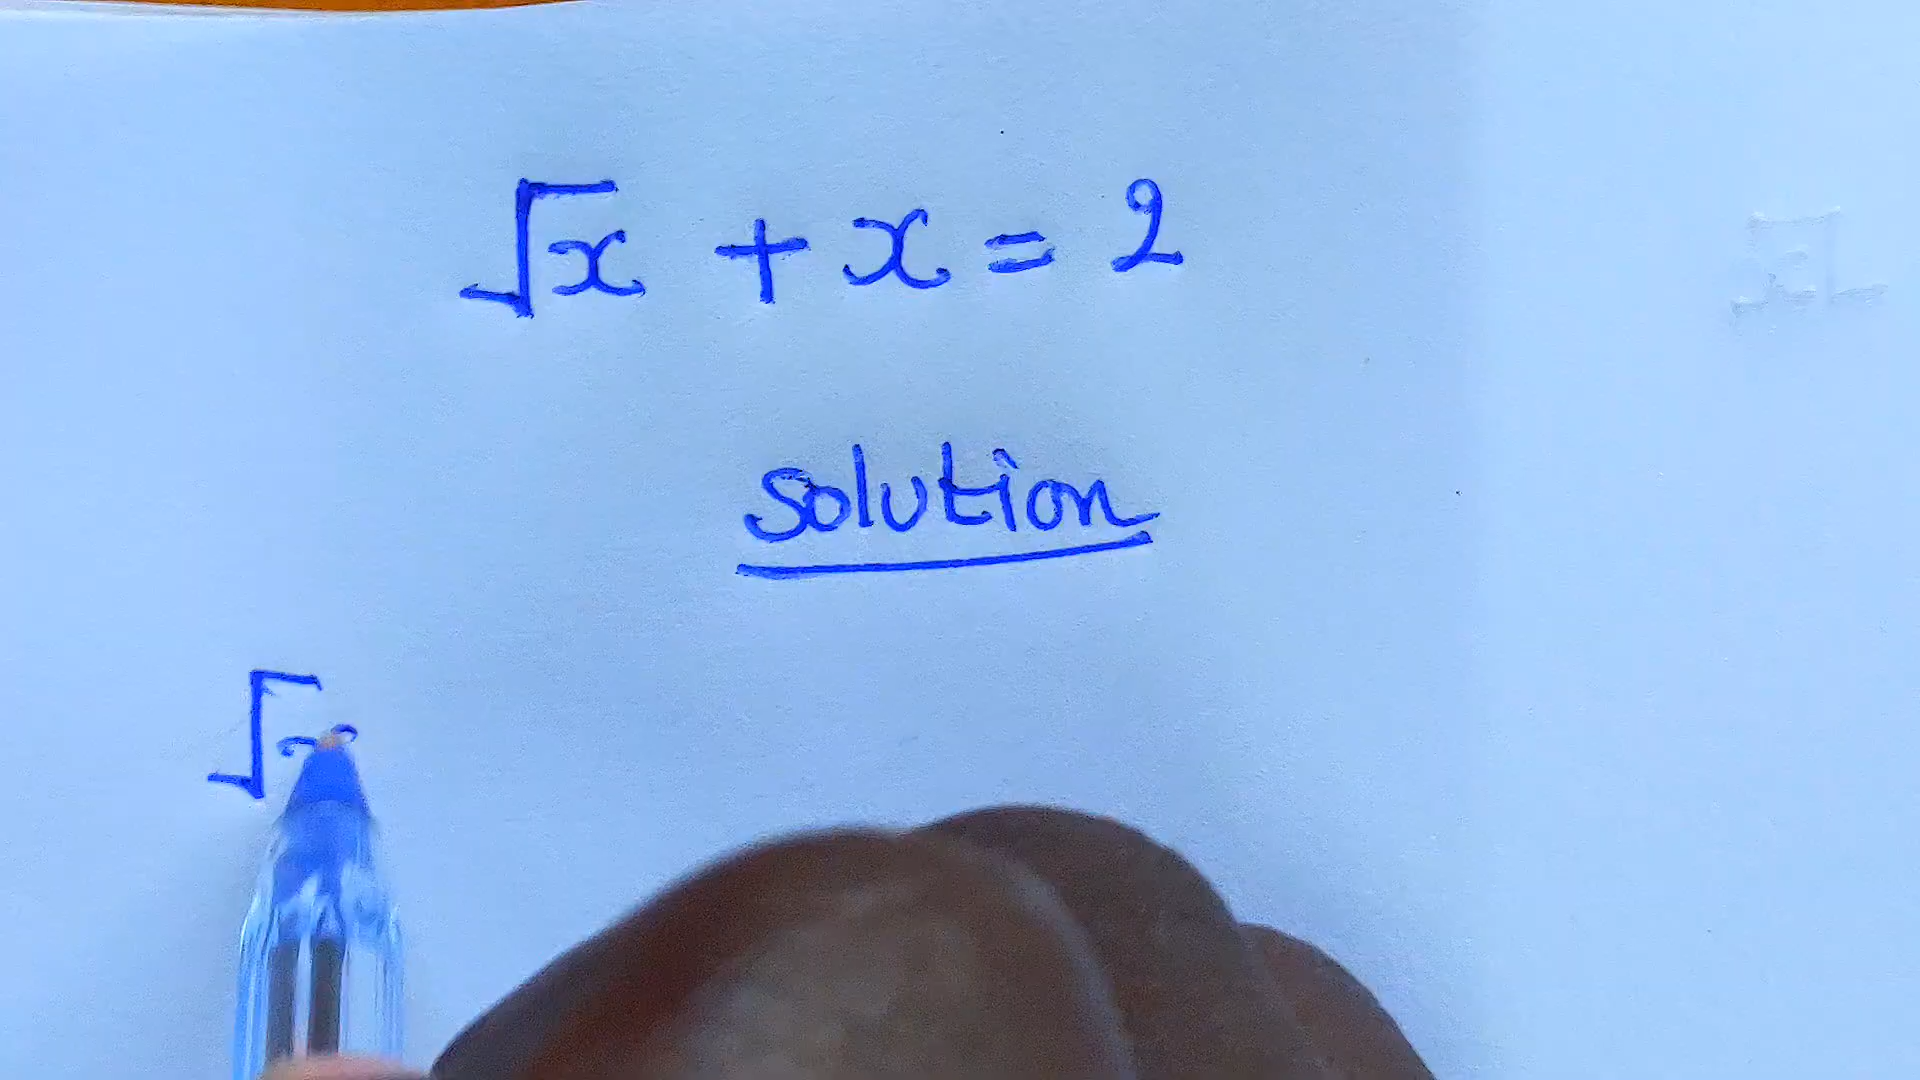 √x + x = 2
solution
√x